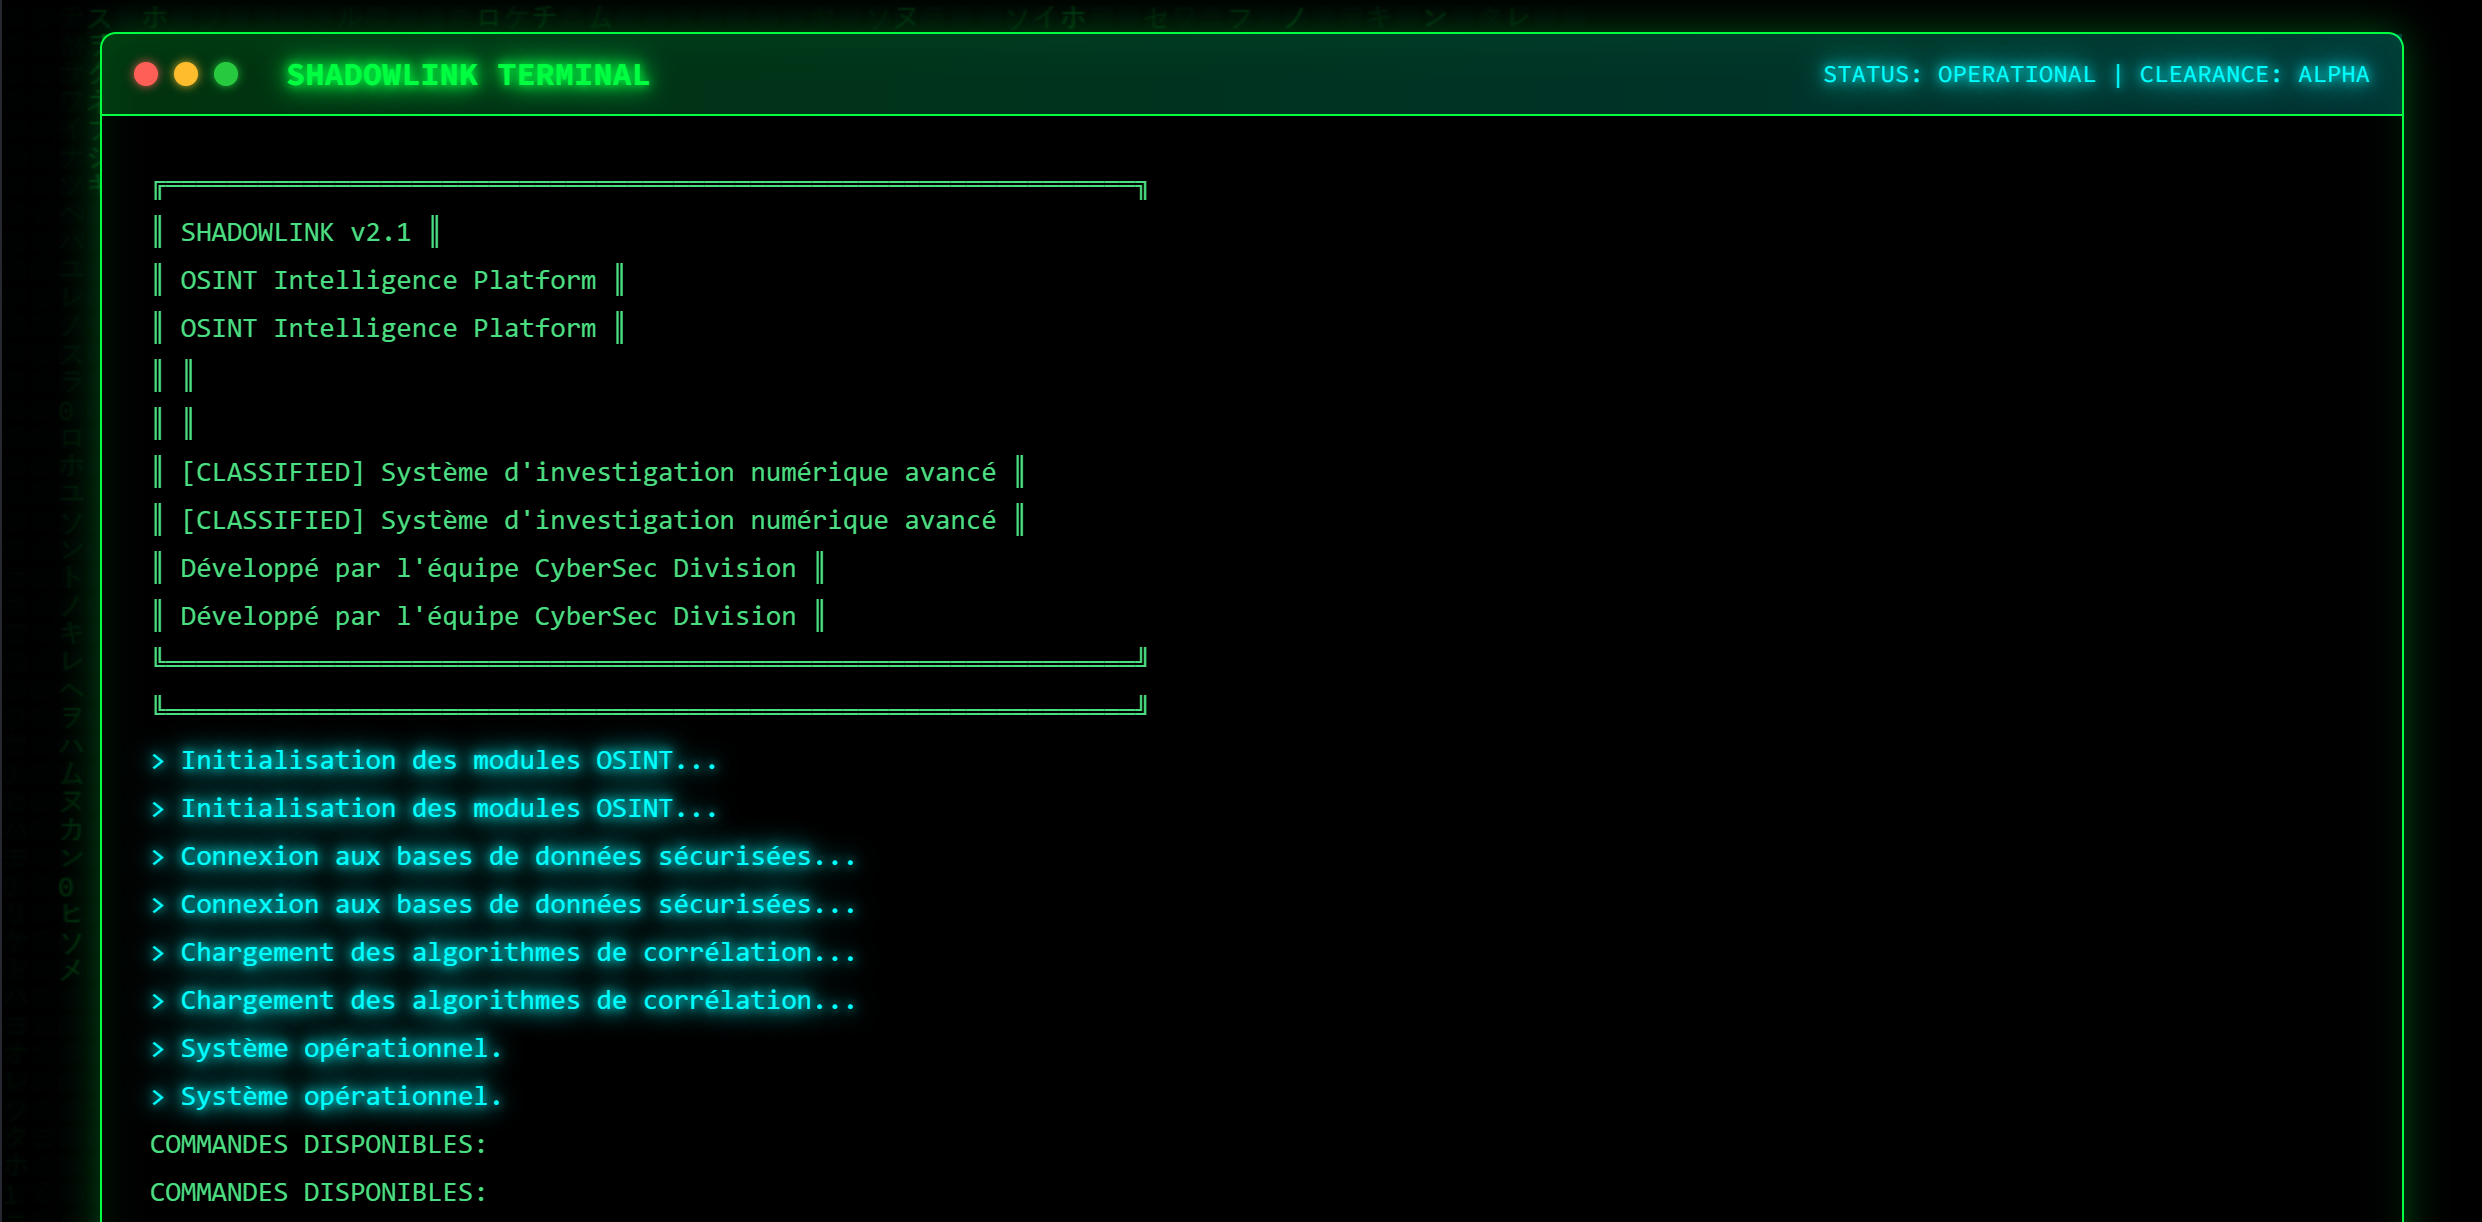 SHADOWLINK TERMINAL
STATUS: OPERATIONAL | CLEARANCE: ALPHA
╔═══════════════════════════════════════════════════════════════╗
║ SHADOWLINK v2.1 ║
║ OSINT Intelligence Platform ║
║ OSINT Intelligence Platform ║
║ ║
║ ║
║ [CLASSIFIED] Système d'investigation numérique avancé ║
║ [CLASSIFIED] Système d'investigation numérique avancé ║
║ Développé par l'équipe CyberSec Division ║
║ Développé par l'équipe CyberSec Division ║
╚═══════════════════════════════════════════════════════════════╝
╚═══════════════════════════════════════════════════════════════╝
> Initialisation des modules OSINT...
> Initialisation des modules OSINT...
> Connexion aux bases de données sécurisées...
> Connexion aux bases de données sécurisées...
> Chargement des algorithmes de corrélation...
> Chargement des algorithmes de corrélation...
> Système opérationnel.
> Système opérationnel.
COMMANDES DISPONIBLES:
COMMANDES DISPONIBLES: